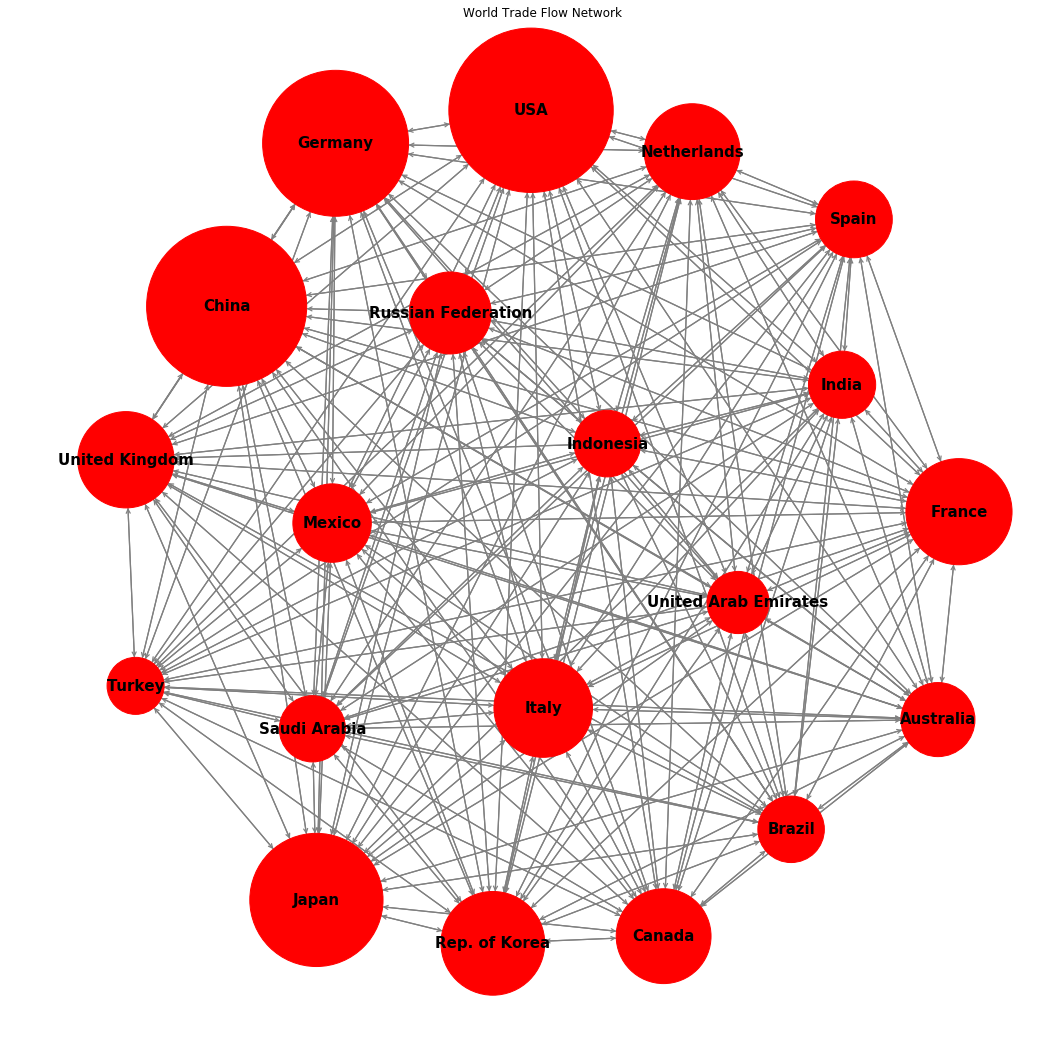 World Trade Flow Network
USA
Germany
Netherlands
Spain
China
Russian Federation
India
Indonesia
United Kingdom
France
Mexico
United Arab Emirates
Turkey
Italy
Australia
Saudi Arabia
Brazil
Japan
Canada
Rep. of Korea